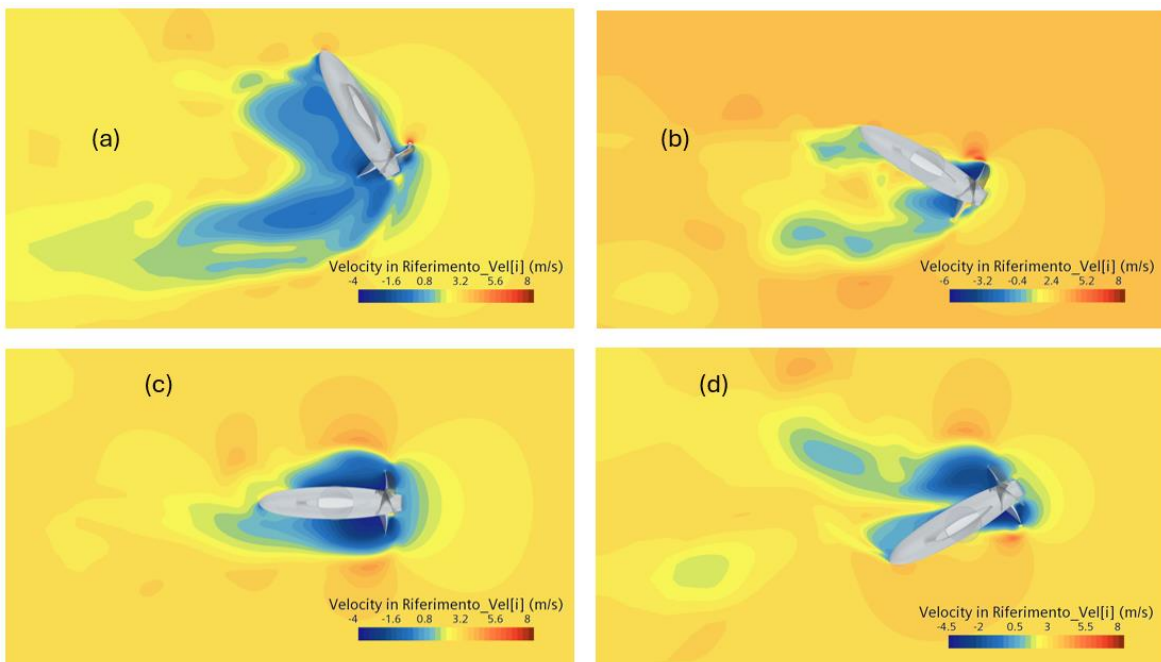 (a)
Velocity in Riferimento_Vel[i] (m/s)
-4 -1.6 0.8 3.2 5.6 8
(b)
Velocity in Riferimento_Vel[i] (m/s)
-6 -3.2 -0.4 2.4 5.2 8
(c)
Velocity in Riferimento_Vel[i] (m/s)
-4 -1.6 0.8 3.2 5.6 8
(d)
Velocity in Riferimento_Vel[i] (m/s)
-4.5 -2 0.5 3 5.5 8